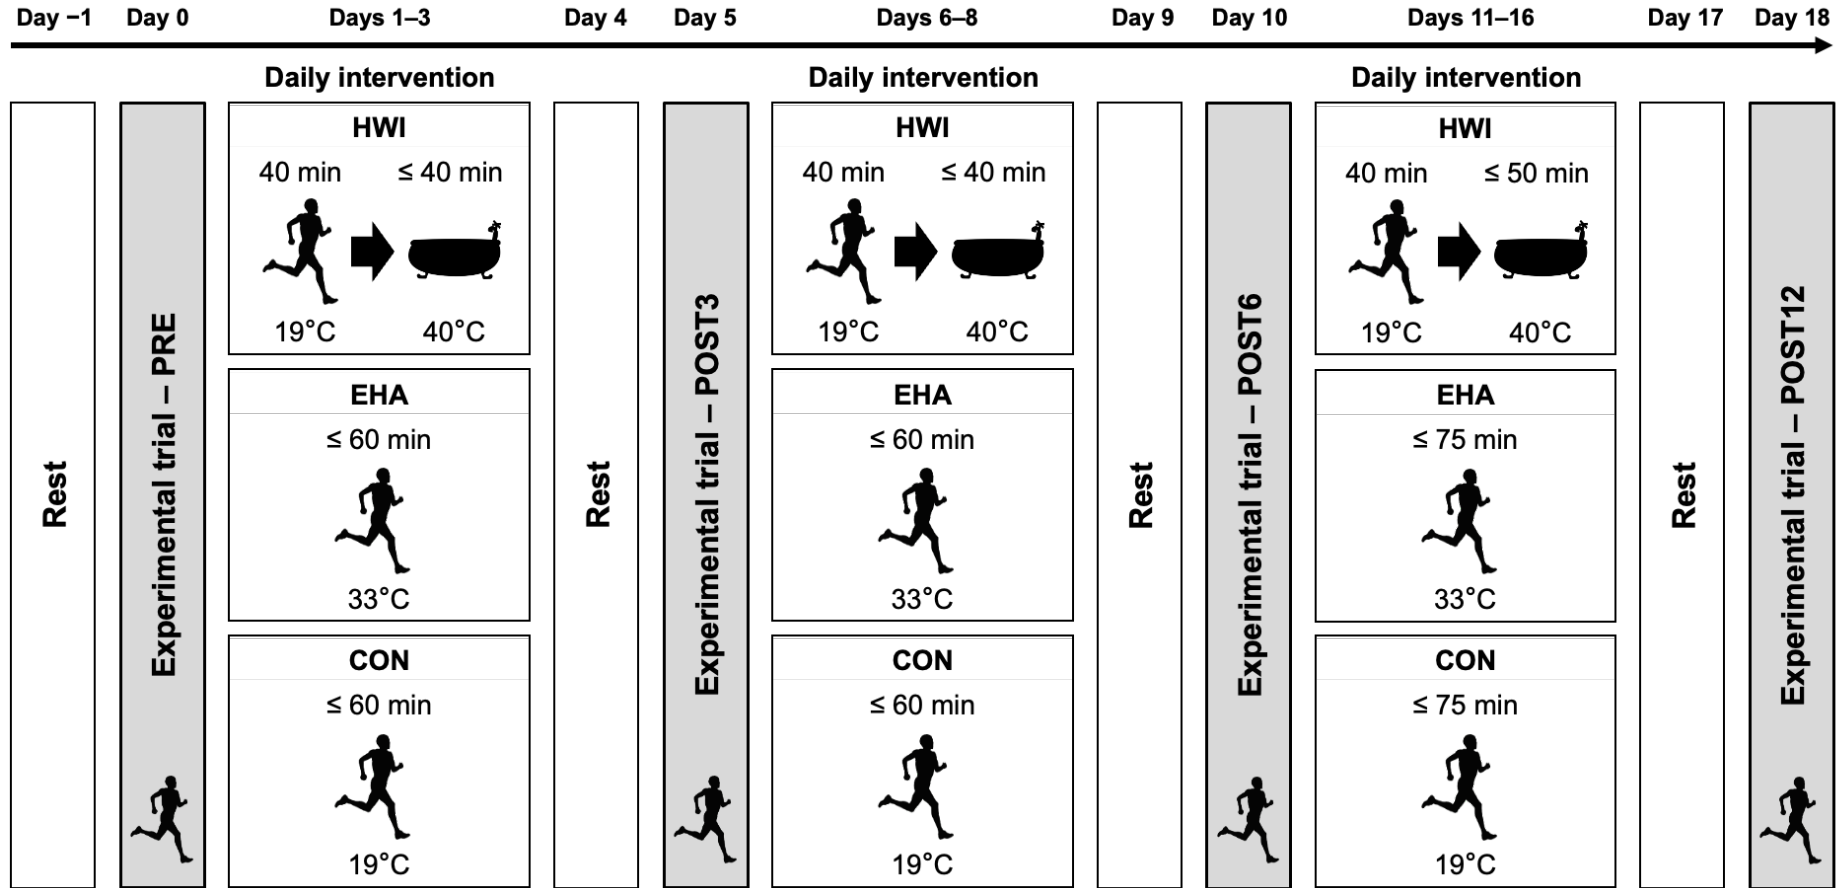 Day −1 Day 0 Days 1–3 Day 4 Day 5 Days 6–8 Day 9 Day 10 Days 11–16 Day 17 Day 18
Rest
Experimental trial – PRE
Daily intervention
HWI
40 min ≤ 40 min
19°C 40°C
EHA
≤ 60 min
33°C
CON
≤ 60 min
19°C
Rest
Experimental trial – POST3
Daily intervention
HWI
40 min ≤ 40 min
19°C 40°C
EHA
≤ 60 min
33°C
CON
≤ 60 min
19°C
Rest
Experimental trial – POST6
Daily intervention
HWI
40 min ≤ 50 min
19°C 40°C
EHA
≤ 75 min
33°C
CON
≤ 75 min
19°C
Rest
Experimental trial – POST12